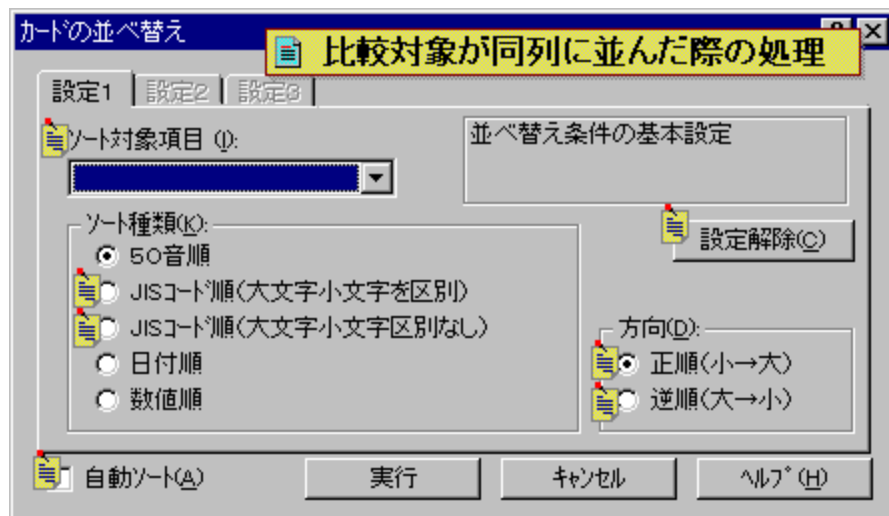 カードの並べ替え
比較対象が同列に並んだ際の処理
設定1 設定2 設定3
ソート対象項目 (I):
並べ替え条件の基本設定
設定解除(C)
ソート種類(K):
50音順
JISコード順(大文字小文字を区別)
JISコード順(大文字小文字区別なし)
日付順
数値順
方向(D):
正順(小→大)
逆順(大→小)
自動ソート(A)
実行
キャンセル
ヘルプ(H)